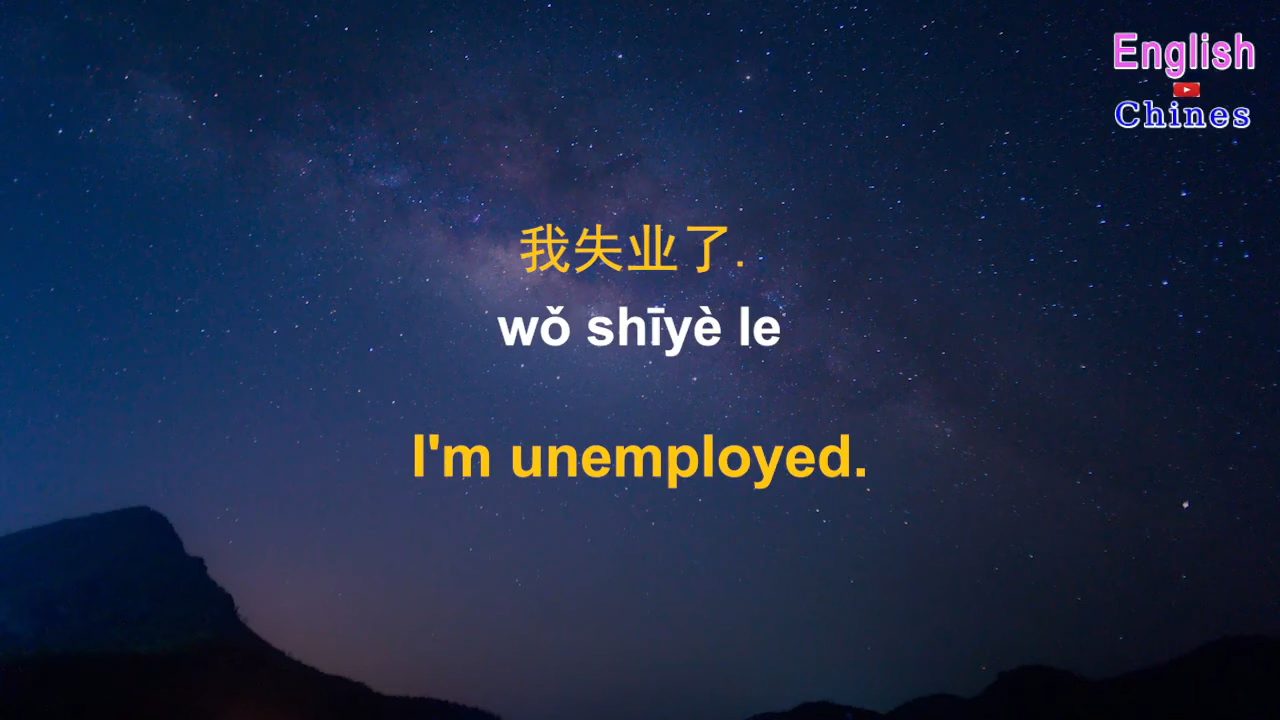 English
Chines
我失业了.
wǒ shīyè le
I'm unemployed.